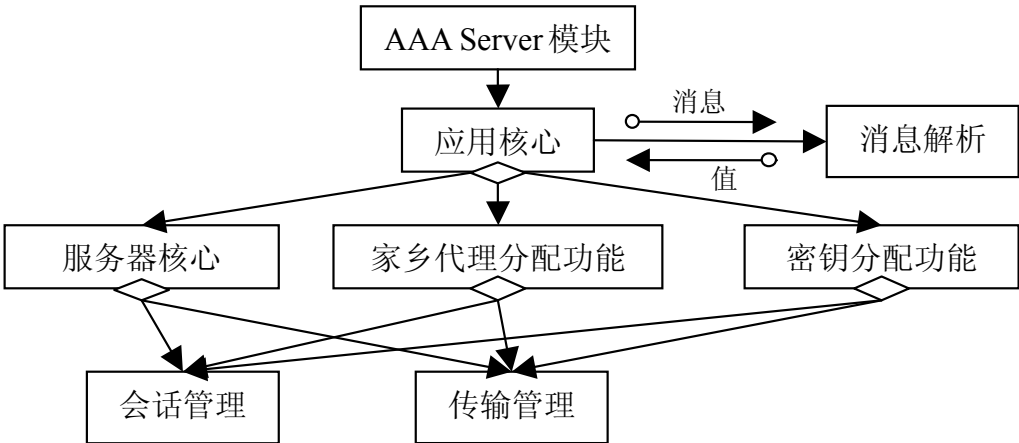 AAA Server模块
消息
应用核心
消息解析
值
服务器核心
家乡代理分配功能
密钥分配功能
会话管理
传输管理